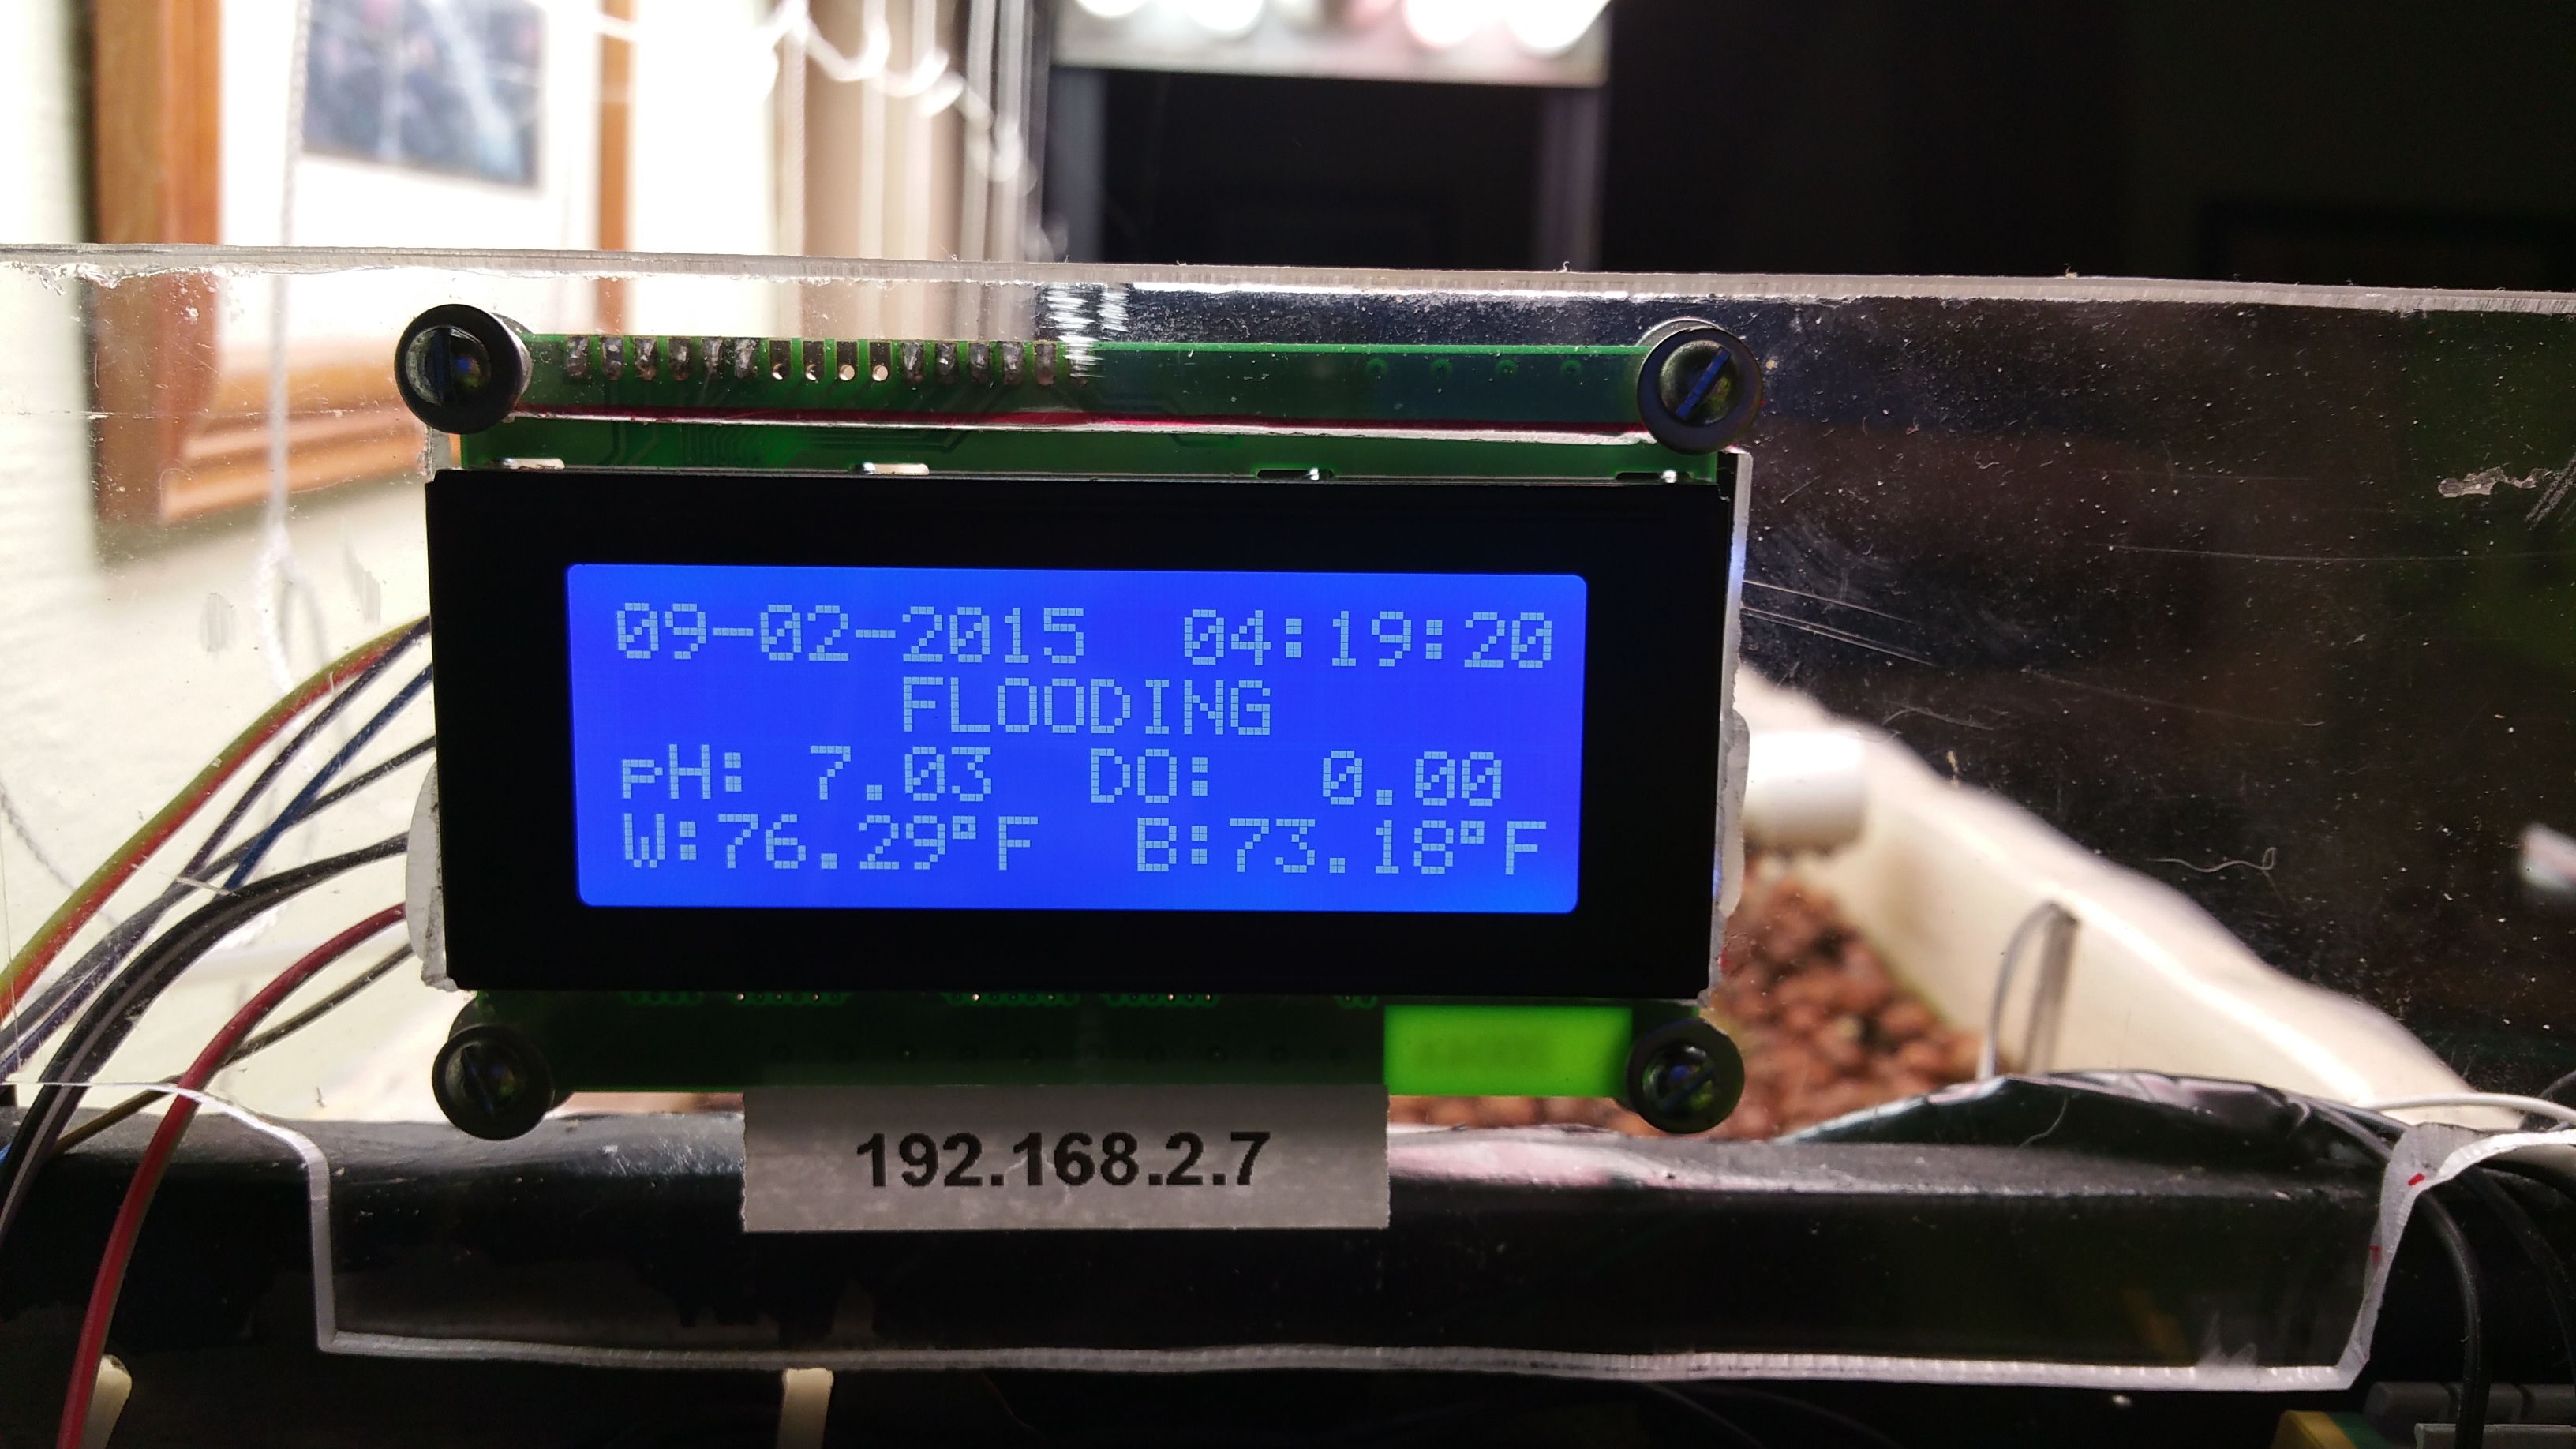 09-02-2015 04:19:20
FLOODING
pH: 7.03 DO: 0.00
W:76.29°F B:73.18°F
192.168.2.7